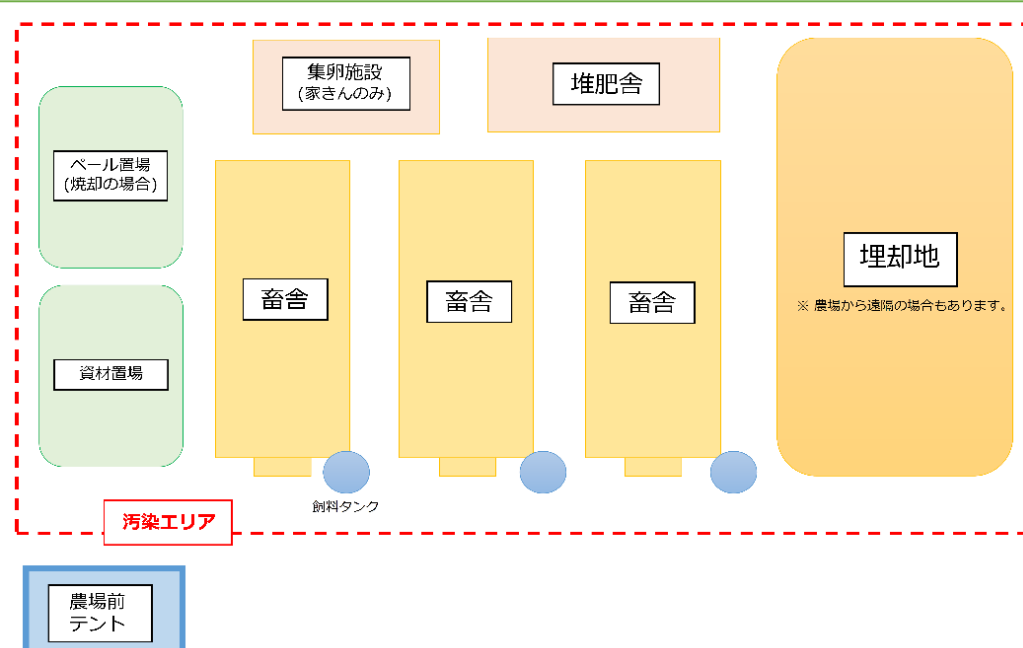 集卵施設
(家きんのみ)
堆肥舎
ベール置場
(焼却の場合)
埋却地
※ 農場から遠隔の場合もあります。
畜舎
畜舎
畜舎
資材置場
飼料タンク
汚染エリア
農場前
テント